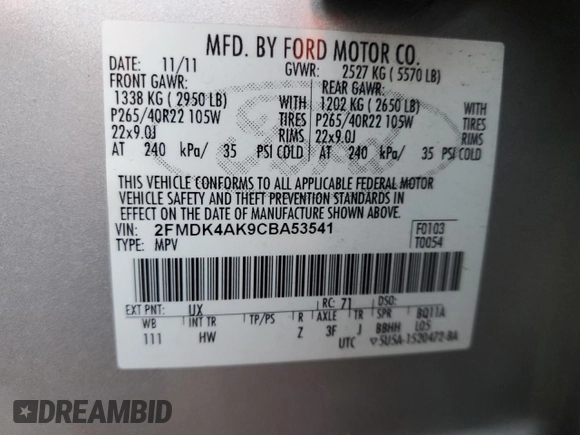 MFD. BY FORD MOTOR CO.
DATE: 11/11 GVWR: 2527 KG ( 5570 LB)
FRONT GAWR: REAR GAWR:
1338 KG ( 2950 LB) WITH 1202 KG ( 2650 LB) WITH
P265/40R22 105W TIRES P265/40R22 105W TIRES
22x9.0J RIMS 22x9.0J RIMS
AT 240 kPa/ 35 PSI COLD AT 240 kPa/ 35 PSI COLD
THIS VEHICLE CONFORMS TO ALL APPLICABLE FEDERAL MOTOR
VEHICLE SAFETY AND THEFT PREVENTION STANDARDS IN
EFFECT ON THE DATE OF MANUFACTURE SHOWN ABOVE.
VIN: 2FMDK4AK9CBA53541 F0103
TYPE: MPV T0054
EXT PNT: UX RC: 71 DSO:
WB INT TR TP/PS R AXLE TR SPR BQ11A
111 HW Z 3F J BBHH L05
UTC 5U5A-1520472-BA
DREAMBID